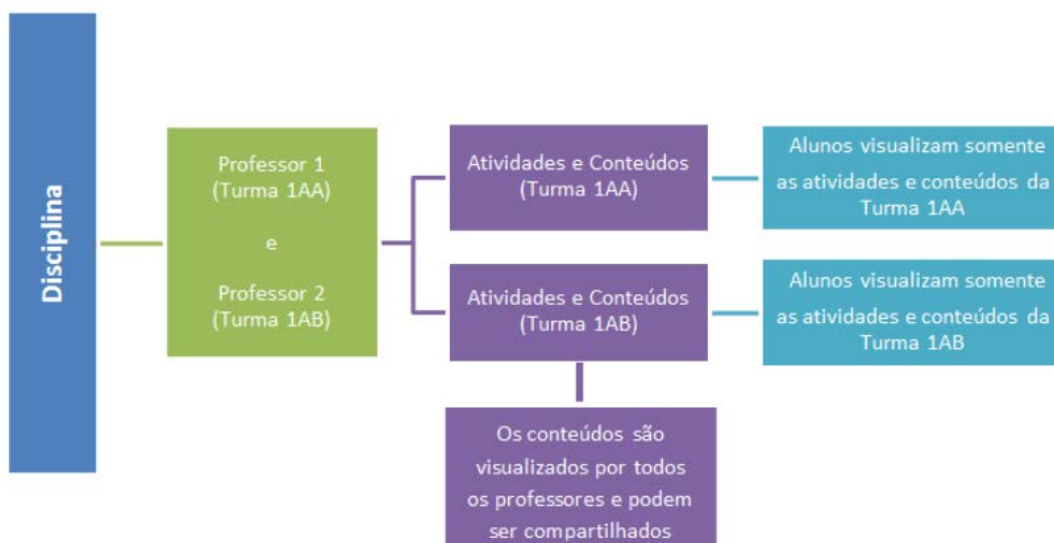 Disciplina
Professor 1
(Turma 1AA)
e
Professor 2
(Turma 1AB)
Atividades e Conteúdos
(Turma 1AA)
Alunos visualizam somente
as atividades e conteúdos da
Turma 1AA
Atividades e Conteúdos
(Turma 1AB)
Alunos visualizam somente
as atividades e conteúdos da
Turma 1AB
Os conteúdos são
visualizados por todos
os professores e podem
ser compartilhados